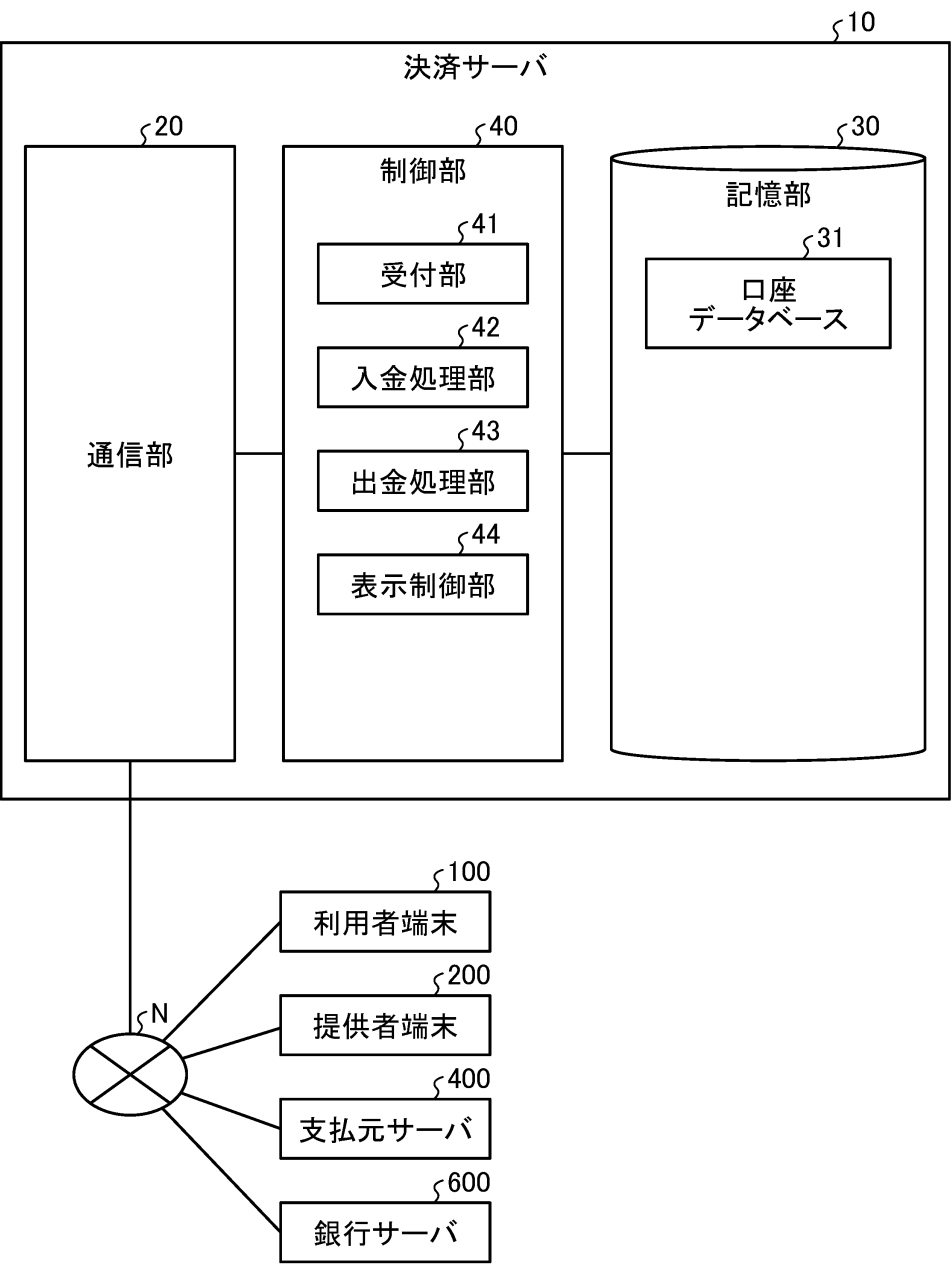 10
決済サーバ
20
通信部
40
制御部
41
受付部
42
入金処理部
43
出金処理部
44
表示制御部
30
記憶部
31
口座
データベース
N
100
利用者端末
200
提供者端末
400
支払元サーバ
600
銀行サーバ